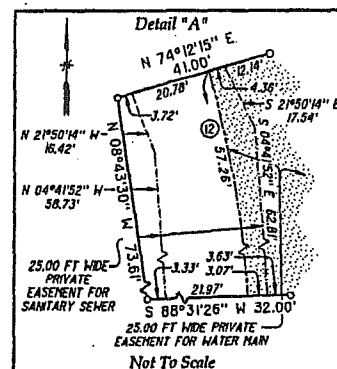 Detail "A"
N 74°12'15" E
41.00'
20.78'
12.14'
3.72'
4.36'
S 21°50'14" E
17.54'
N 21°50'14" W
16.42'
12
N 08°43'30" W 73.61'
57.26'
S 04°41'52" E 62.81'
N 04°41'52" W
58.73'
25.00 FT WIDE
PRIVATE
EASEMENT FOR
SANITARY SEWER
3.33'
3.63'
3.07'
21.97'
S 88°31'26" W 32.00'
25.00 FT WIDE PRIVATE
EASEMENT FOR WATER MAIN
Not To Scale